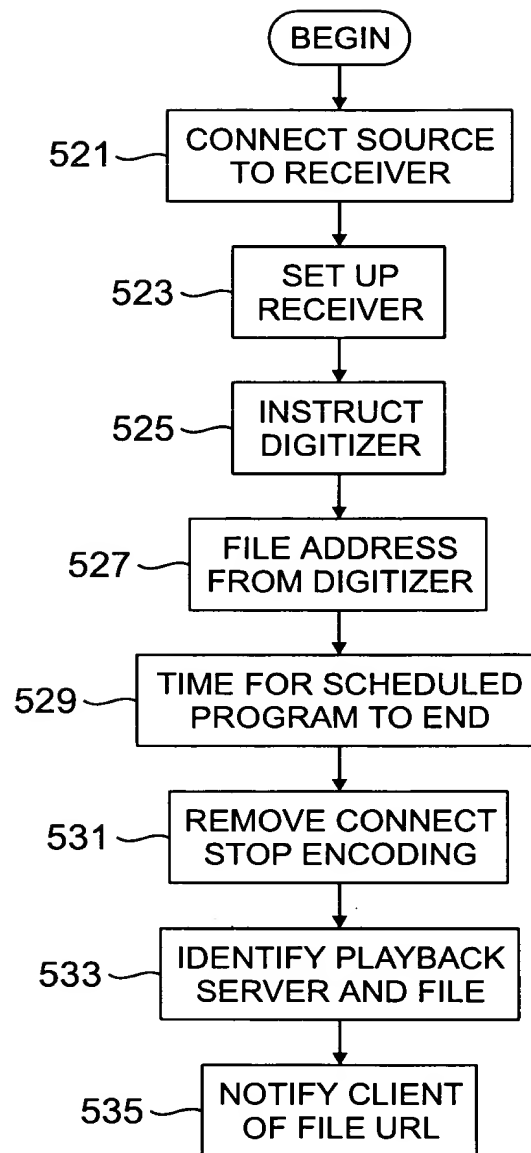 BEGIN
521
CONNECT SOURCE
TO RECEIVER
523
SET UP
RECEIVER
525
INSTRUCT
DIGITIZER
527
FILE ADDRESS
FROM DIGITIZER
529
TIME FOR SCHEDULED
PROGRAM TO END
531
REMOVE CONNECT
STOP ENCODING
533
IDENTIFY PLAYBACK
SERVER AND FILE
535
NOTIFY CLIENT
OF FILE URL